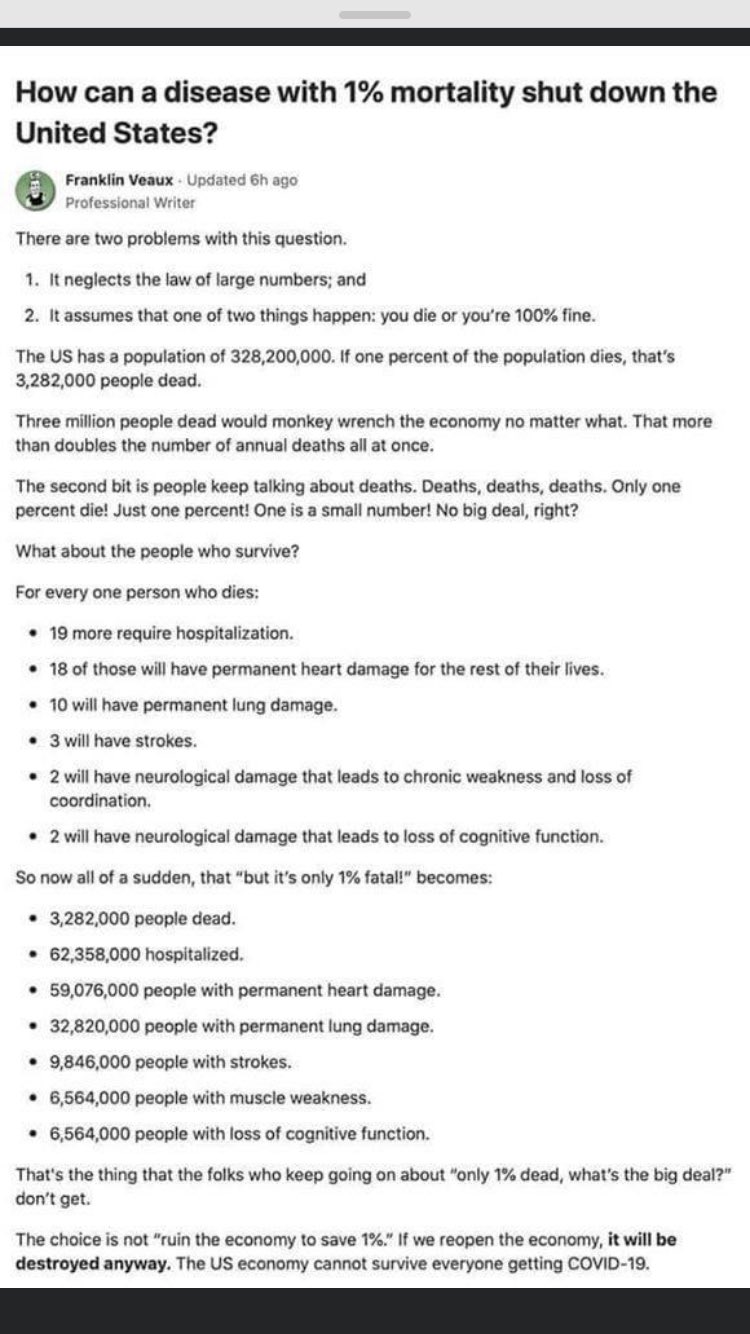 How can a disease with 1% mortality shut down the
United States?
Franklin Veaux · Updated 6h ago
Professional Writer
There are two problems with this question.
1. It neglects the law of large numbers; and
2. It assumes that one of two things happen: you die or you're 100% fine.
The US has a population of 328,200,000. If one percent of the population dies, that's
3,282,000 people dead.
Three million people dead would monkey wrench the economy no matter what. That more
than doubles the number of annual deaths all at once.
The second bit is people keep talking about deaths. Deaths, deaths, deaths. Only one
percent die! Just one percent! One is a small number! No big deal, right?
What about the people who survive?
For every one person who dies:
• 19 more require hospitalization.
• 18 of those will have permanent heart damage for the rest of their lives.
• 10 will have permanent lung damage.
• 3 will have strokes.
• 2 will have neurological damage that leads to chronic weakness and loss of
coordination.
• 2 will have neurological damage that leads to loss of cognitive function.
So now all of a sudden, that "but it's only 1% fatal!" becomes:
• 3,282,000 people dead.
• 62,358,000 hospitalized.
• 59,076,000 people with permanent heart damage.
• 32,820,000 people with permanent lung damage.
• 9,846,000 people with strokes.
• 6,564,000 people with muscle weakness.
• 6,564,000 people with loss of cognitive function.
That's the thing that the folks who keep going on about "only 1% dead, what's the big deal?"
don't get.
The choice is not "ruin the economy to save 1%." If we reopen the economy, it will be
destroyed anyway. The US economy cannot survive everyone getting COVID-19.